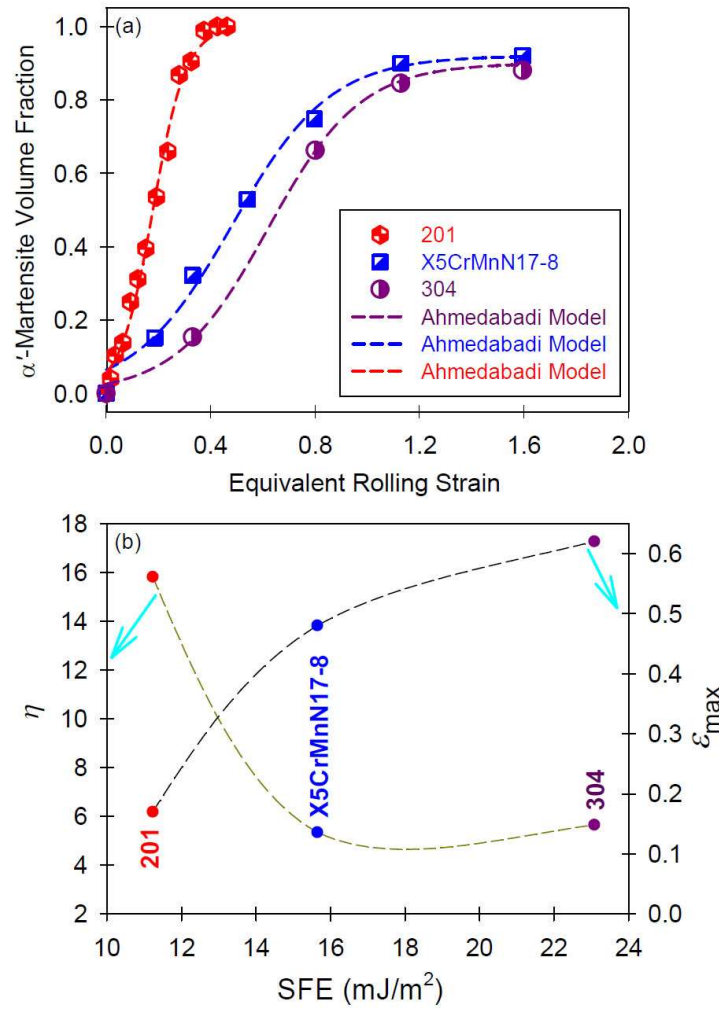 (a)
1.0
0.8
0.6
0.4
0.2
0.0
α′-Martensite Volume Fraction
201
X5CrMnN17-8
304
Ahmedabadi Model
Ahmedabadi Model
Ahmedabadi Model
0.0 0.4 0.8 1.2 1.6 2.0
Equivalent Rolling Strain
(b)
18
16
14
12
10
8
6
4
2
η
201
X5CrMnN17-8
304
0.6
0.5
0.4
0.3
0.2
0.1
0.0
εmax
10 12 14 16 18 20 22 24
SFE (mJ/m²)